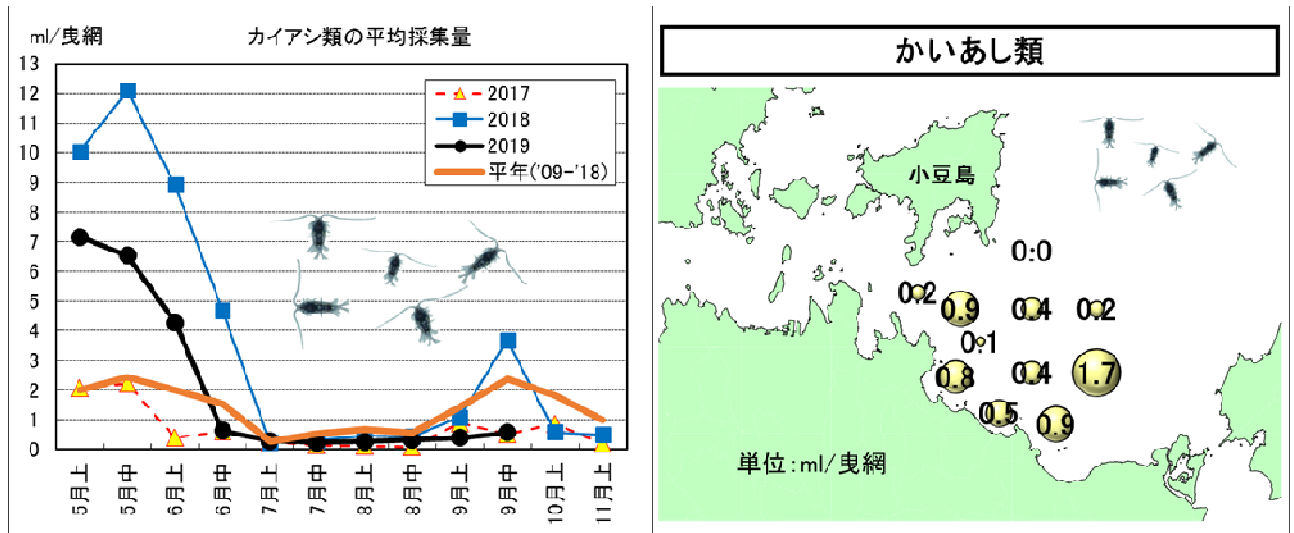 ml/曳網
カイアシ類の平均採集量
13
12
11
10
9
8
7
6
5
4
3
2
1
0
2017
2018
2019
平年('09-'18)
5月上
5月中
6月上
6月中
7月上
7月中
8月上
8月中
9月上
9月中
10月上
11月上
かいあし類
小豆島
0.0
0.2
0.9
0.4
0.2
0.1
0.8
0.4
1.7
0.5
0.9
単位:ml/曳網